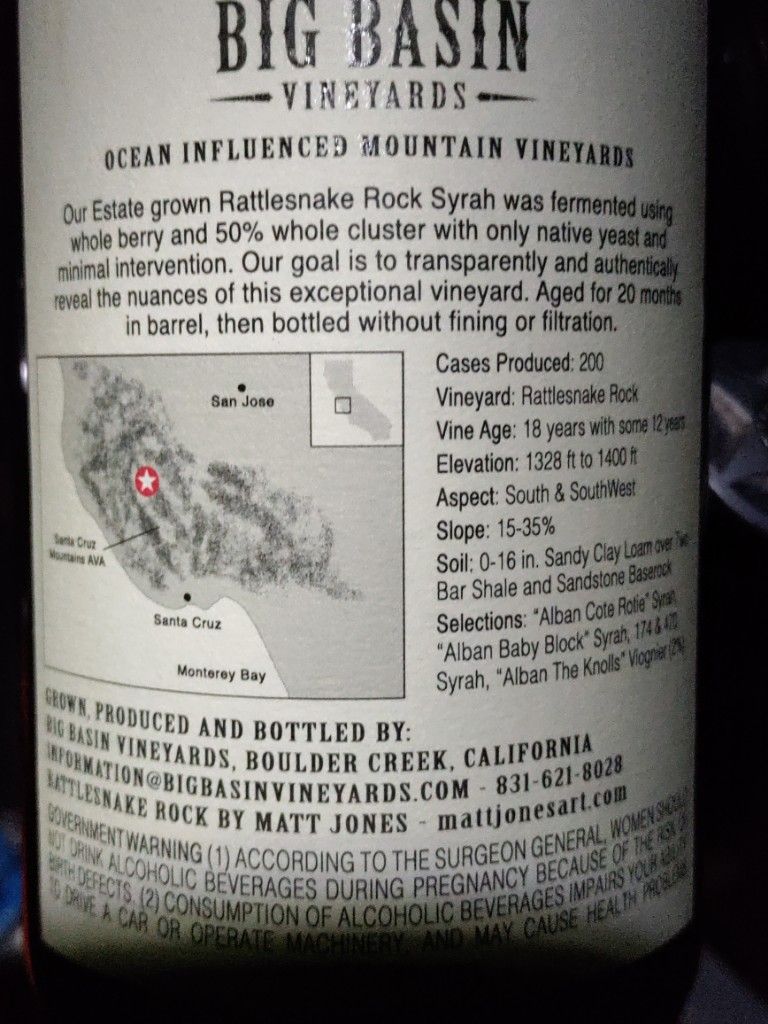 BIG BASIN
VINEYARDS
OCEAN INFLUENCED MOUNTAIN VINEYARDS
Our Estate grown Rattlesnake Rock Syrah was fermented using
whole berry and 50% whole cluster with only native yeast and
minimal intervention. Our goal is to transparently and authentically
reveal the nuances of this exceptional vineyard. Aged for 20 months
in barrel, then bottled without fining or filtration.
San Jose
Santa Cruz
Mountains AVA
Santa Cruz
Monterey Bay
Cases Produced: 200
Vineyard: Rattlesnake Rock
Vine Age: 18 years with some 12 years
Elevation: 1328 ft to 1400 ft
Aspect: South & SouthWest
Slope: 15-35%
Soil: 0-16 in. Sandy Clay Loam over Two
Bar Shale and Sandstone Baserock
Selections: "Alban Cote Rotie" Syrah,
"Alban Baby Block" Syrah, 174 & 470
Syrah, "Alban The Knolls" Viognier (2%)
GROWN, PRODUCED AND BOTTLED BY:
BIG BASIN VINEYARDS, BOULDER CREEK, CALIFORNIA
INFORMATION@BIGBASINVINEYARDS.COM - 831-621-8028
RATTLESNAKE ROCK BY MATT JONES - mattjonesart.com
GOVERNMENT WARNING (1) ACCORDING TO THE SURGEON GENERAL, WOMEN SHOULD
NOT DRINK ALCOHOLIC BEVERAGES DURING PREGNANCY BECAUSE OF THE RISK OF
BIRTH DEFECTS. (2) CONSUMPTION OF ALCOHOLIC BEVERAGES IMPAIRS YOUR ABILITY
TO DRIVE A CAR OR OPERATE MACHINERY, AND MAY CAUSE HEALTH PROBLEMS